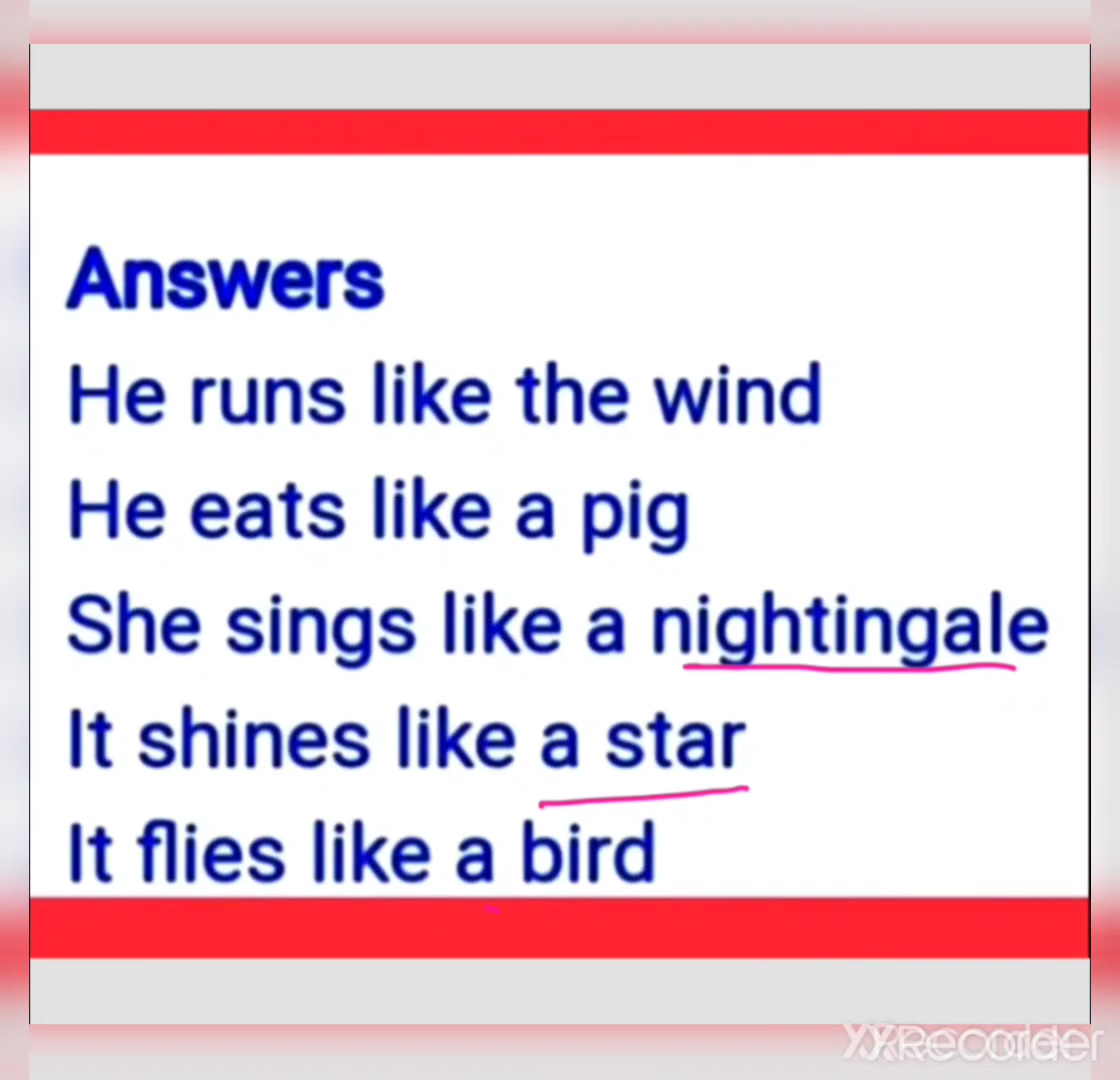 Answers
He runs like the wind
He eats like a pig
She sings like a nightingale
It shines like a star
It flies like a bird
XRecorder